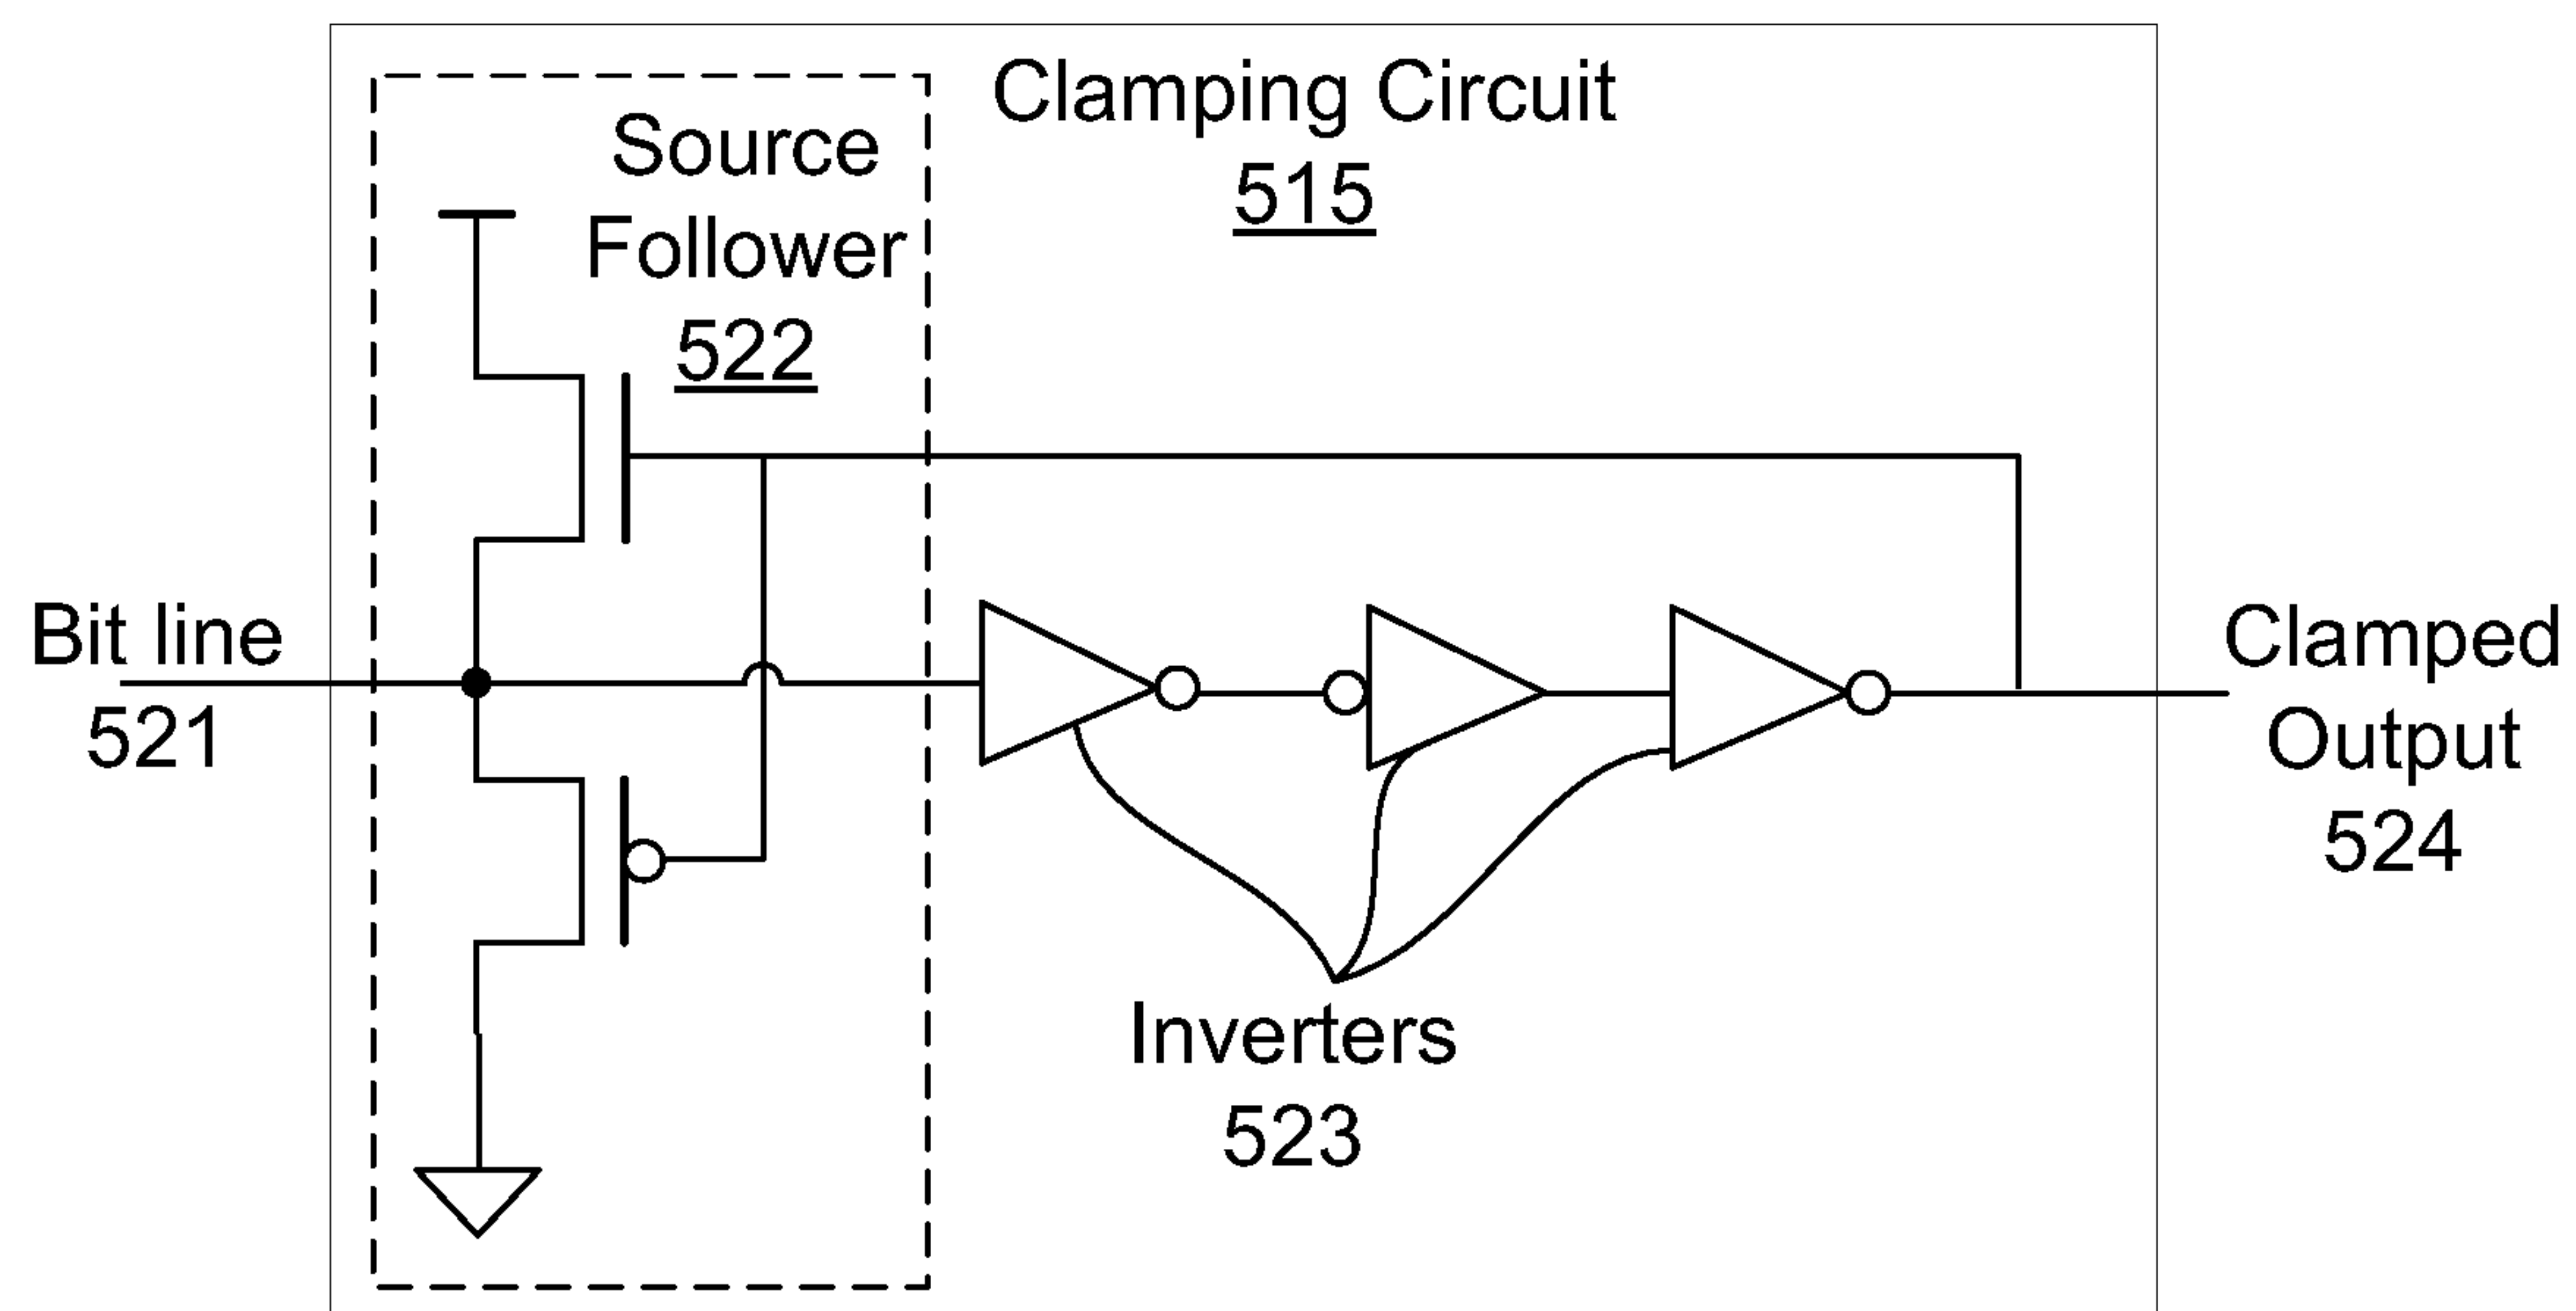 Clamping Circuit
515
Source
Follower
522
Bit line
521
Clamped
Output
524
Inverters
523